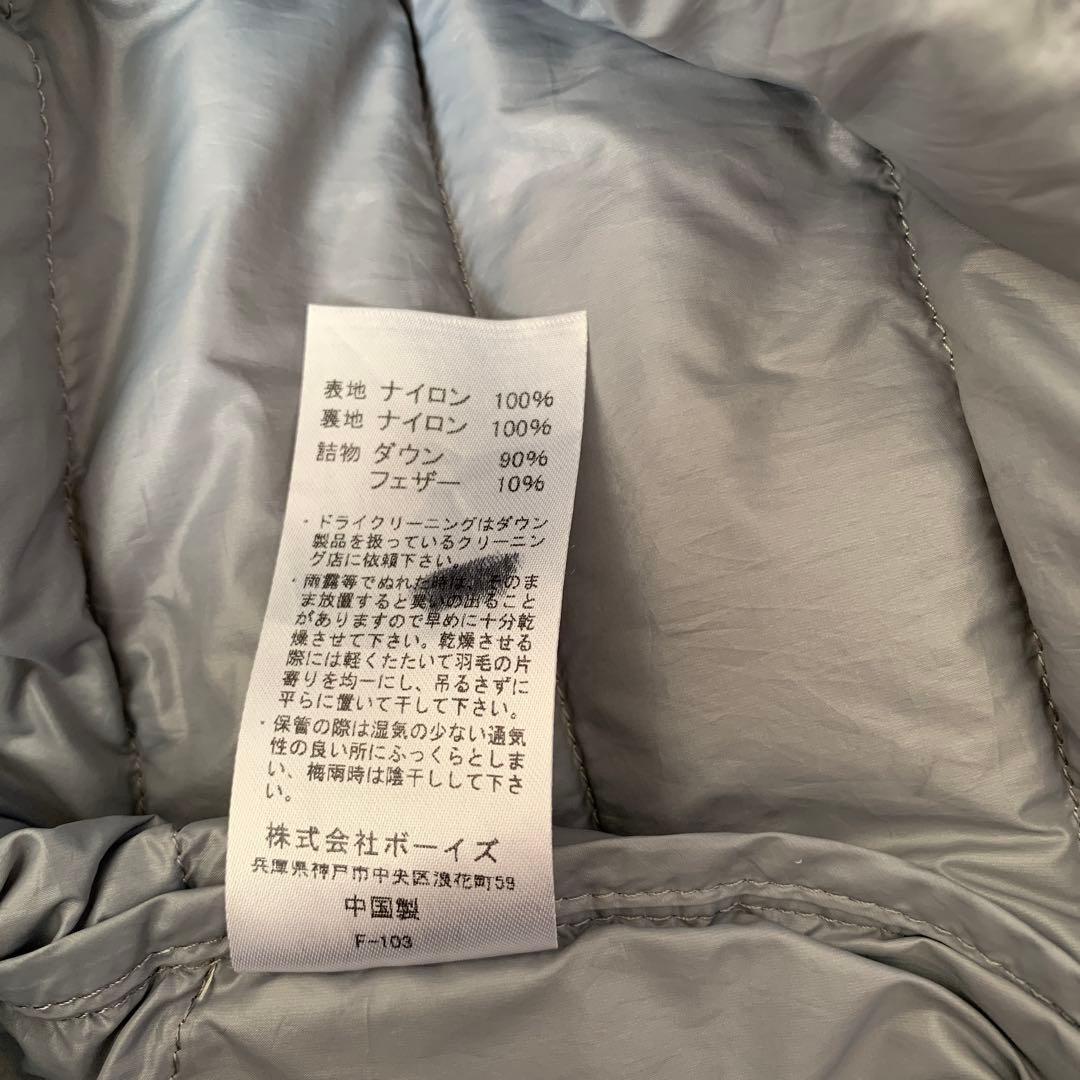 表地 ナイロン 100%
裏地 ナイロン 100%
詰物 ダウン 90%
フェザー 10%
・ドライクリーニングはダウン
製品を扱っているクリーニン
グ店に依頼下さい。
・雨露等でぬれた時は、そのま
ま放置すると臭いの出ること
がありますので早めに十分乾
燥させて下さい。乾燥させる
際には軽くたたいて羽毛の片
寄りを均一にし、吊るさずに
平らに置いて干して下さい。
・保管の際は湿気の少ない通気
性の良い所にふっくらとしま
い、梅雨時は陰干しして下さ
い。
株式会社ボーイズ
兵庫県神戸市中央区浪花町59
中国製
F-103